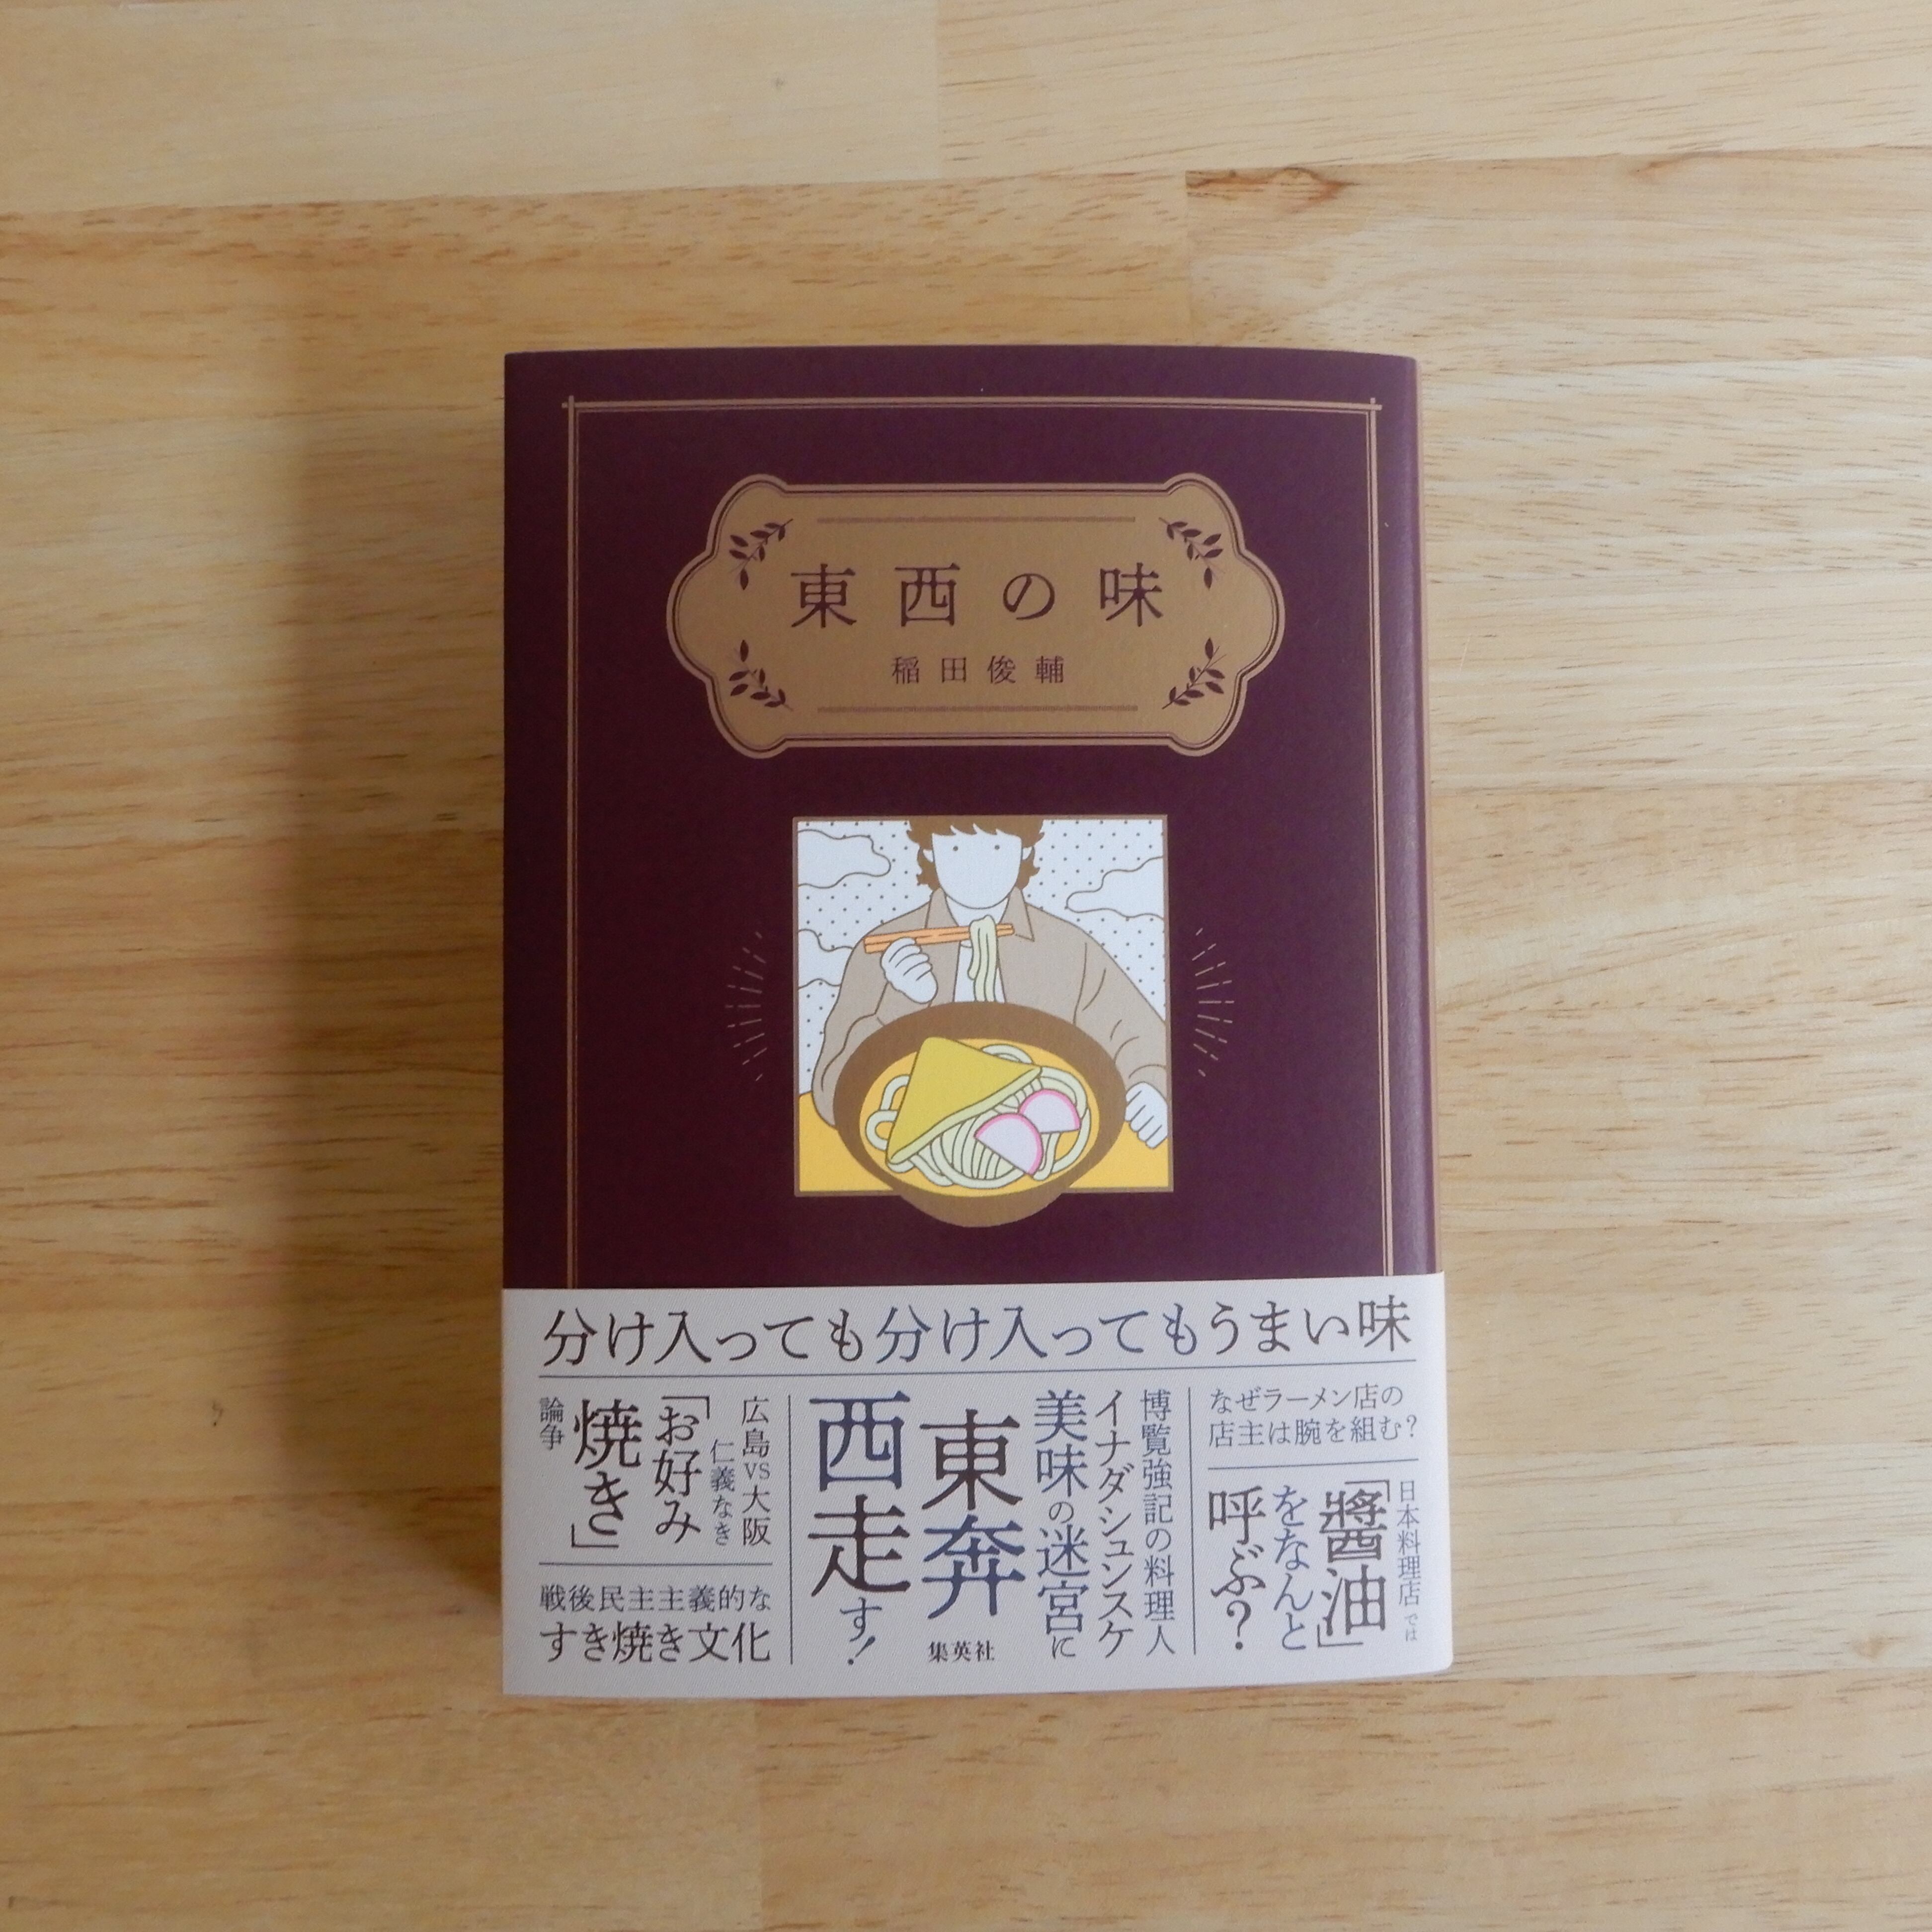 東西の味
稲田俊輔
分け入っても分け入ってもうまい味
なぜラーメン店の
店主は腕を組む?
日本料理店では
「醬油」
をなんと
呼ぶ?
博覧強記の料理人
イナダシュンスケ
美味の迷宮に
東奔
西走す!
集英社
広島vs大阪
仁義なき
「お好み
焼き」
論争
戦後民主主義的な
すき焼き文化